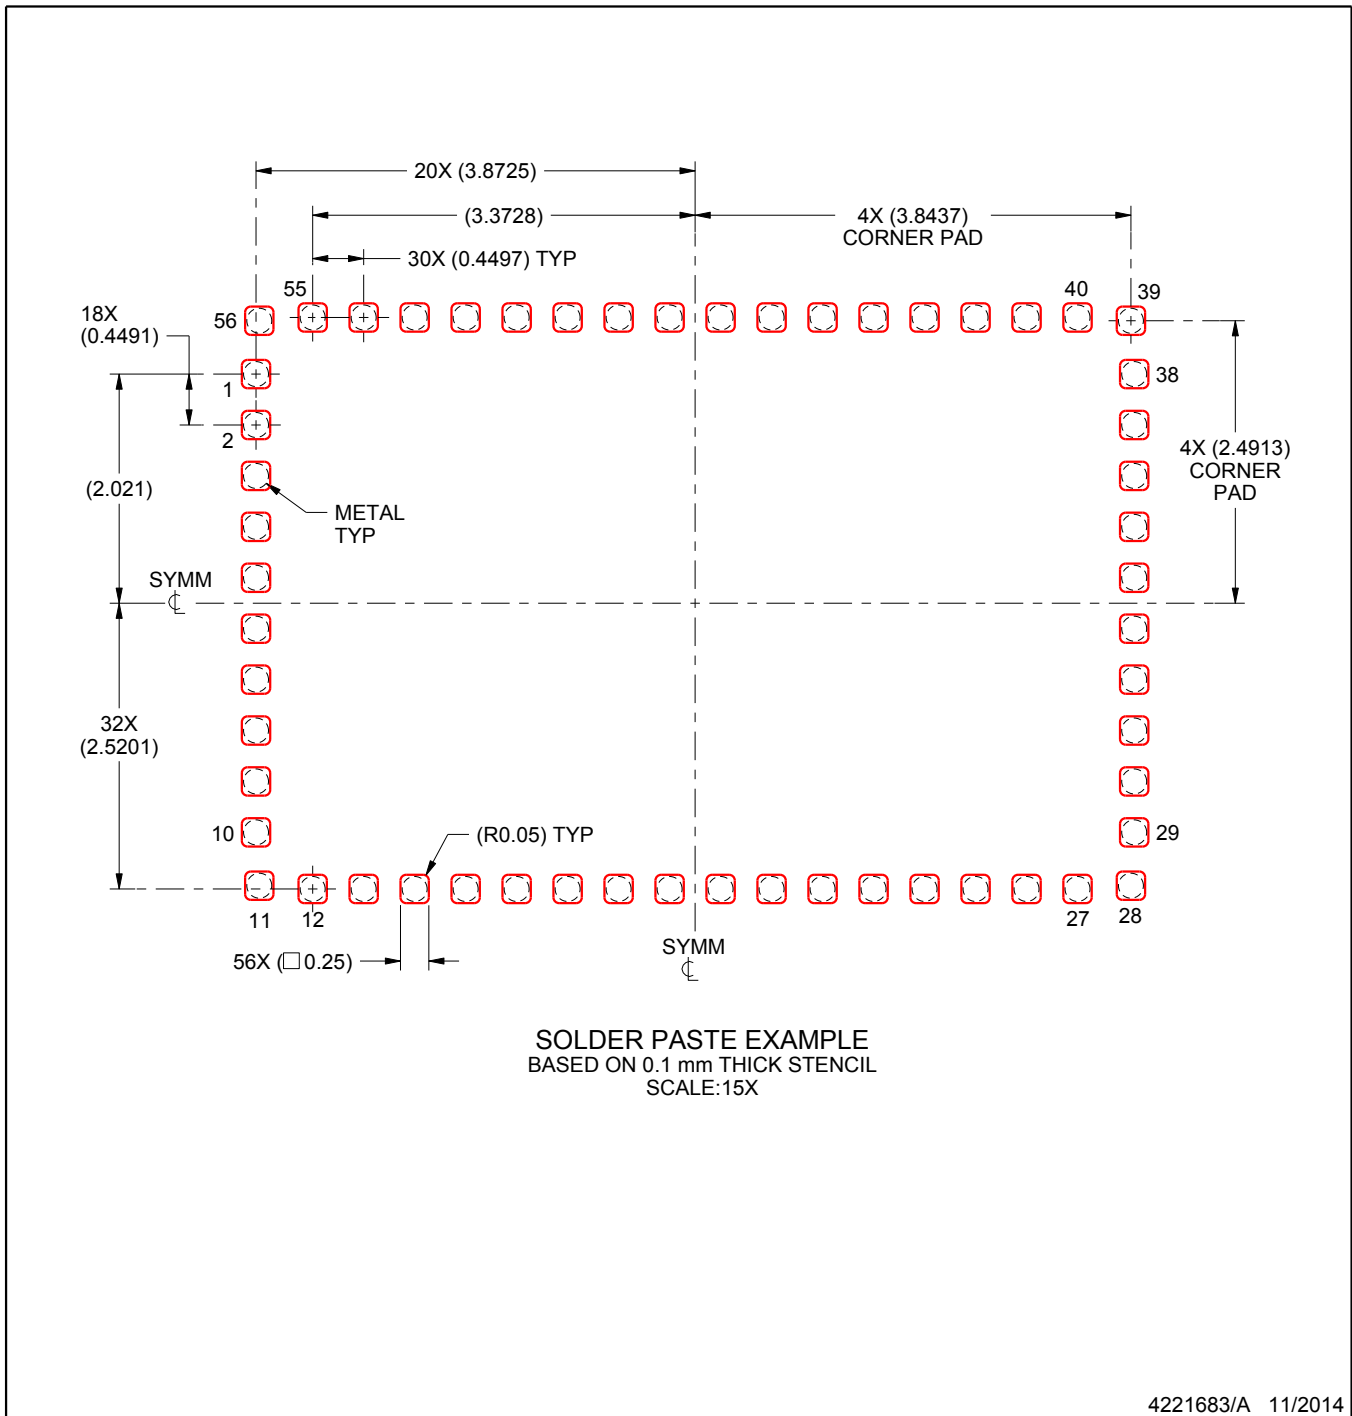 20X (3.8725)
(3.3728)
4X (3.8437)
CORNER PAD
30X (0.4497) TYP
55
40
39
18X
(0.4491)
56
1
38
2
4X (2.4913)
CORNER
PAD
(2.021)
METAL
TYP
SYMM
32X
(2.5201)
10
(R0.05) TYP
29
11
12
27
28
SYMM
56X (□0.25)
SOLDER PASTE EXAMPLE
BASED ON 0.1 mm THICK STENCIL
SCALE:15X
4221683/A 11/2014